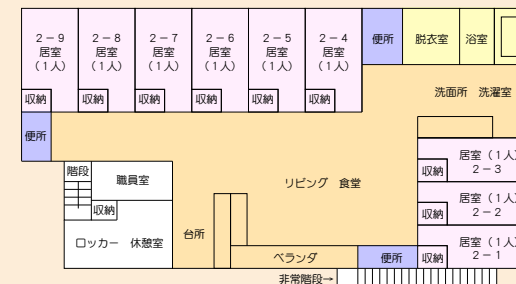 2－9
居室
（1人）
2－8
居室
（1人）
2－7
居室
（1人）
2－6
居室
（1人）
2－5
居室
（1人）
2－4
居室
（1人）
便所
脱衣室
浴室
収納
収納
収納
収納
収納
収納
洗面所 洗濯室
便所
居室（1人）
2－3
収納
階段
職員室
リビング 食堂
居室（1人）
2－2
収納
収納
ロッカー 休憩室
台所
居室（1人）
2－1
収納
ベランダ
便所
非常階段→